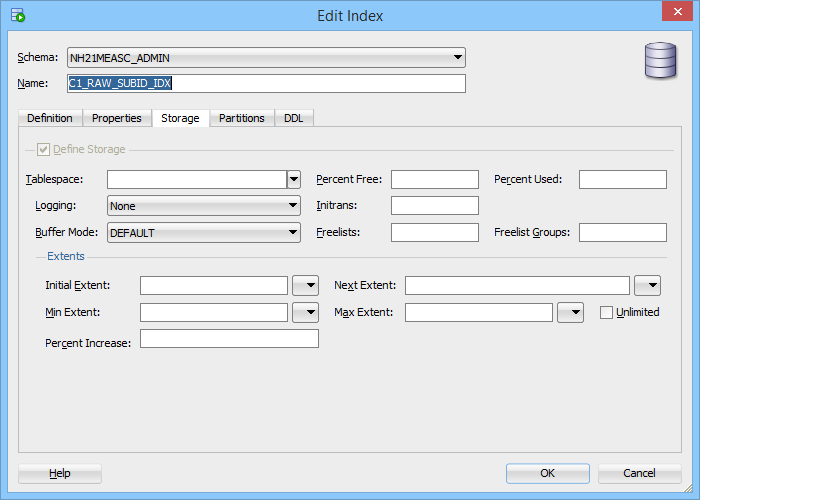 Edit Index
Schema: NH21MEASC_ADMIN
Name: C1_RAW_SUBID_IDX
Definition Properties Storage Partitions DDL
Define Storage
Tablespace: Percent Free: Percent Used:
Logging: None Initrans:
Buffer Mode: DEFAULT Freelists: Freelist Groups:
Extents
Initial Extent: Next Extent:
Min Extent: Max Extent: Unlimited
Percent Increase:
Help OK Cancel